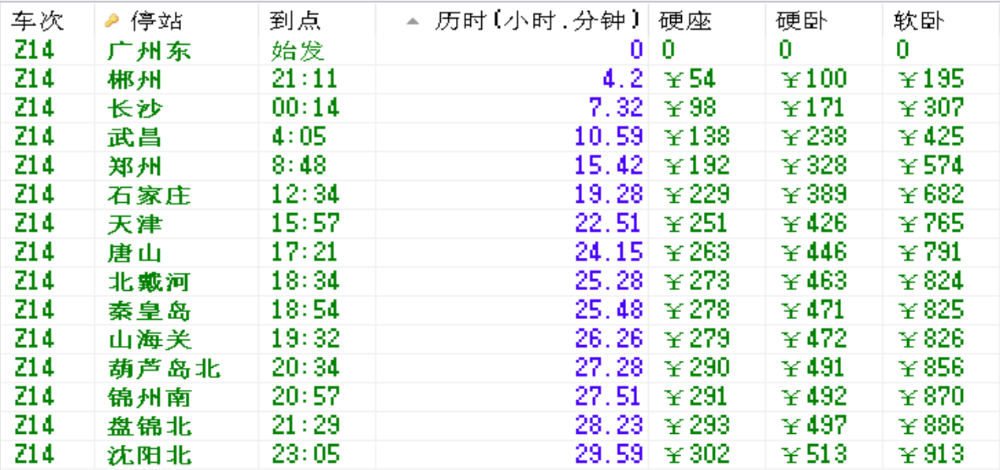 车次 停站 到点 历时(小时.分钟) 硬座 硬卧 软卧
Z14 广州东 始发 0 0 0 0
Z14 郴州 21:11 4.2 ¥54 ¥100 ¥195
Z14 长沙 00:14 7.32 ¥98 ¥171 ¥307
Z14 武昌 4:05 10.59 ¥138 ¥238 ¥425
Z14 郑州 8:48 15.42 ¥192 ¥328 ¥574
Z14 石家庄 12:34 19.28 ¥229 ¥389 ¥682
Z14 天津 15:57 22.51 ¥251 ¥426 ¥765
Z14 唐山 17:21 24.15 ¥263 ¥446 ¥791
Z14 北戴河 18:34 25.28 ¥273 ¥463 ¥824
Z14 秦皇岛 18:54 25.48 ¥278 ¥471 ¥825
Z14 山海关 19:32 26.26 ¥279 ¥472 ¥826
Z14 葫芦岛北 20:34 27.28 ¥290 ¥491 ¥856
Z14 锦州南 20:57 27.51 ¥291 ¥492 ¥870
Z14 盘锦北 21:29 28.23 ¥293 ¥497 ¥886
Z14 沈阳北 23:05 29.59 ¥302 ¥513 ¥913